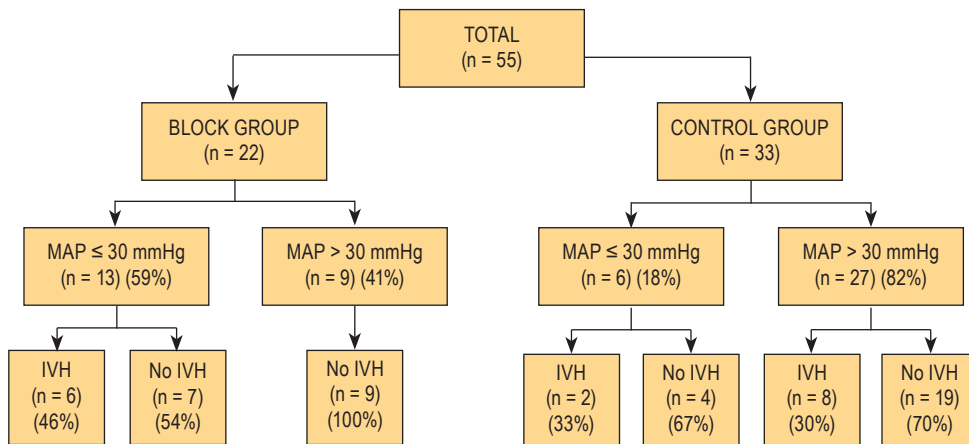 TOTAL
(n = 55)
BLOCK GROUP
(n = 22)
CONTROL GROUP
(n = 33)
MAP ≤ 30 mmHg
(n = 13) (59%)
MAP > 30 mmHg
(n = 9) (41%)
MAP ≤ 30 mmHg
(n = 6) (18%)
MAP > 30 mmHg
(n = 27) (82%)
IVH
(n = 6)
(46%)
No IVH
(n = 7)
(54%)
No IVH
(n = 9)
(100%)
IVH
(n = 2)
(33%)
No IVH
(n = 4)
(67%)
IVH
(n = 8)
(30%)
No IVH
(n = 19)
(70%)